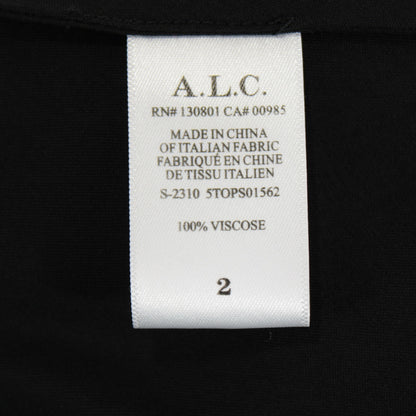 A.L.C.
RN# 130801 CA# 00985
MADE IN CHINA
OF ITALIAN FABRIC
FABRIQUÉ EN CHINE
DE TISSU ITALIEN
S-2310 5TOPS01562
100% VISCOSE
2